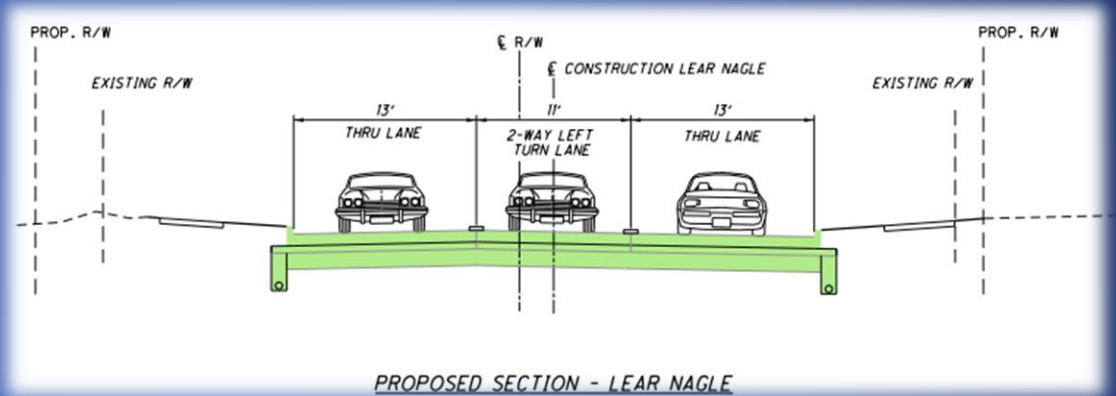 PROP. R/W
℄ R/W
PROP. R/W
℄ CONSTRUCTION LEAR NAGLE
EXISTING R/W
EXISTING R/W
13'
11'
13'
THRU LANE
2-WAY LEFT
TURN LANE
THRU LANE
PROPOSED SECTION - LEAR NAGLE